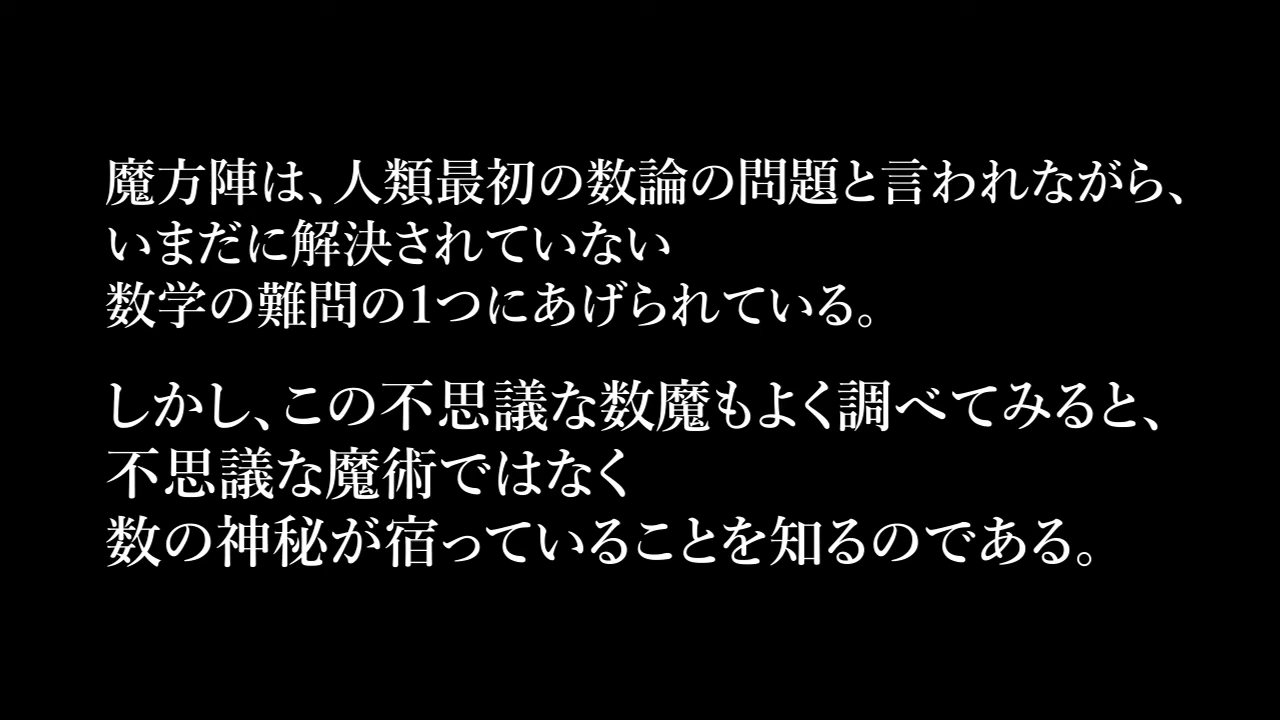 魔方陣は、人類最初の数論の問題と言われながら、
いまだに解決されていない
数学の難問の1つにあげられている。
しかし、この不思議な数魔もよく調べてみると、
不思議な魔術ではなく
数の神秘が宿っていることを知るのである。